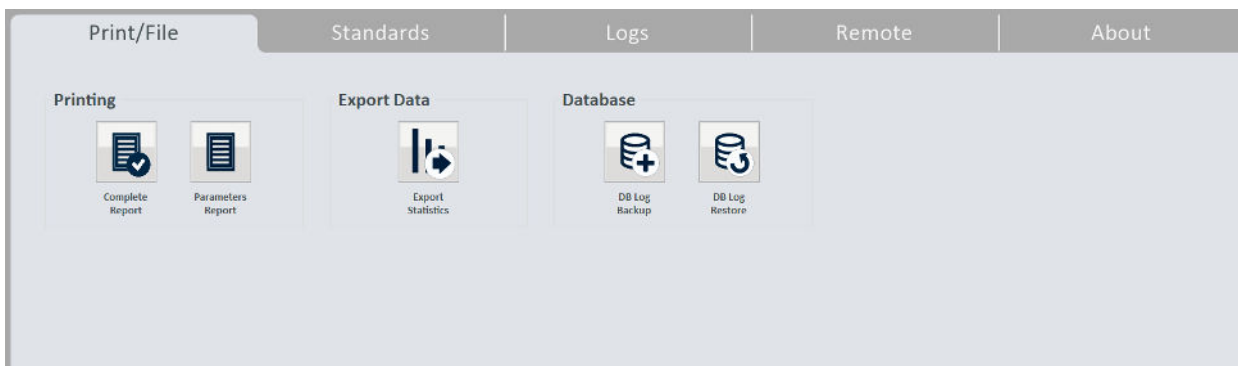 Print/File Standards Logs Remote About
Printing Export Data Database
Complete Parameters Export DB Log DB Log
Report Report Statistics Backup Restore